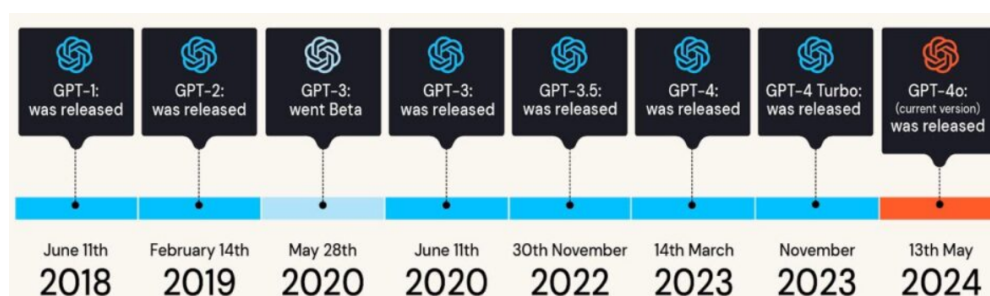 GPT-1:
was released
GPT-2:
was released
GPT-3:
went Beta
GPT-3:
was released
GPT-3.5:
was released
GPT-4:
was released
GPT-4 Turbo:
was released
GPT-4o:
(current version)
was released
June 11th
2018
February 14th
2019
May 28th
2020
June 11th
2020
30th November
2022
14th March
2023
November
2023
13th May
2024